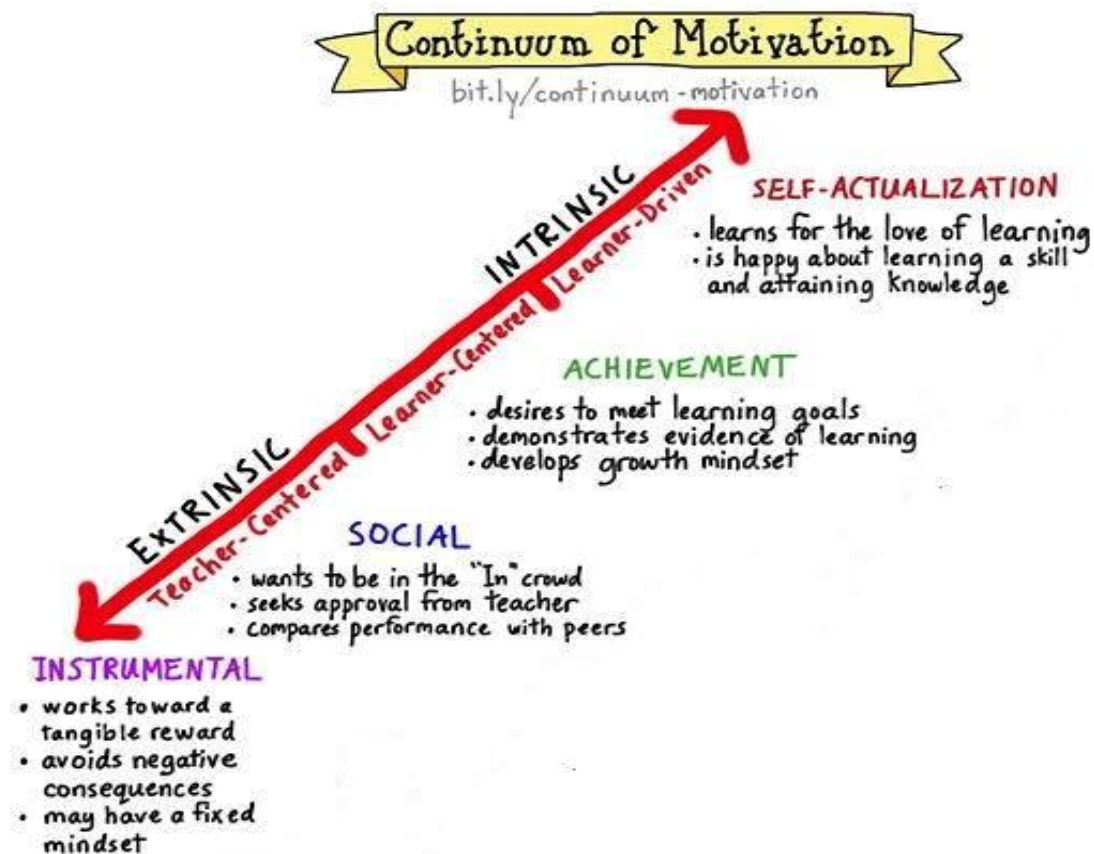 Continuum of Motivation
bit.ly/continuum-motivation
INTRINSIC
Learner-Driven
SELF-ACTUALIZATION
• learns for the love of learning
• is happy about learning a skill
and attaining knowledge
Learner-Centered
ACHIEVEMENT
• desires to meet learning goals
• demonstrates evidence of learning
• develops growth mindset
EXTRINSIC
Teacher-Centered
SOCIAL
• wants to be in the "In" crowd
• seeks approval from teacher
• compares performance with peers
INSTRUMENTAL
• works toward a
tangible reward
• avoids negative
consequences
• may have a fixed
mindset